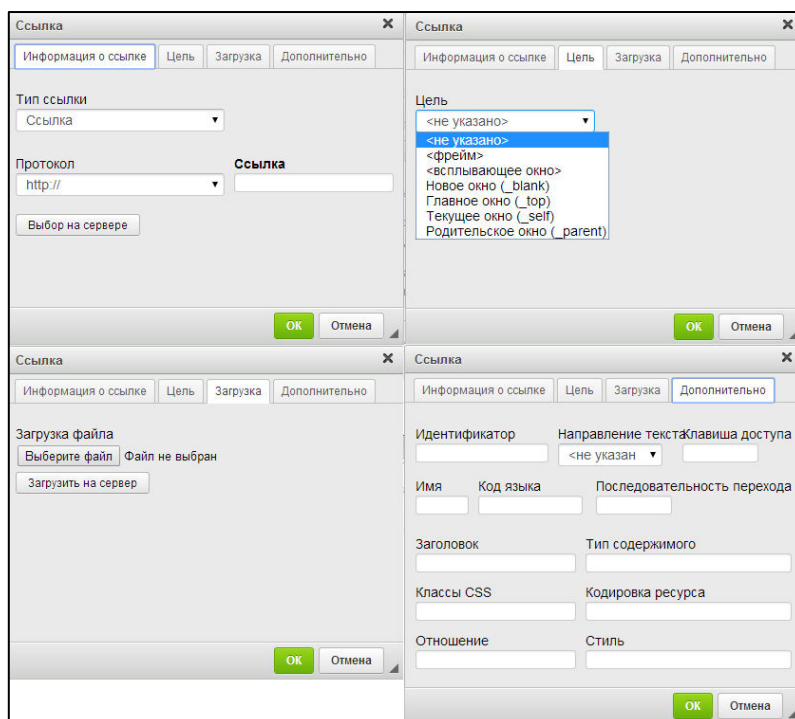 Ссылка
Информация о ссылке Цель Загрузка Дополнительно
Тип ссылки
Ссылка
Протокол Ссылка
http://
Выбор на сервере
ОК Отмена
Ссылка
Информация о ссылке Цель Загрузка Дополнительно
Цель
<не указано>
<не указано>
<фрейм>
<всплывающее окно>
Новое окно (_blank)
Главное окно (_top)
Текущее окно (_self)
Родительское окно (_parent)
ОК Отмена
Ссылка
Информация о ссылке Цель Загрузка Дополнительно
Загрузка файла
Выберите файл Файл не выбран
Загрузить на сервер
ОК Отмена
Ссылка
Информация о ссылке Цель Загрузка Дополнительно
Идентификатор Направление текста Клавиша доступа
<не указан
Имя Код языка Последовательность перехода
Заголовок Тип содержимого
Классы CSS Кодировка ресурса
Отношение Стиль
ОК Отмена